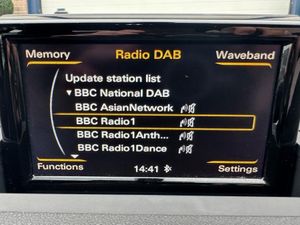 Memory Radio DAB Waveband
Update station list
▼ BBC National DAB
BBC AsianNetwork
BBC Radio1
BBC Radio1Anth...
BBC Radio1Dance
Functions 14:41 Settings